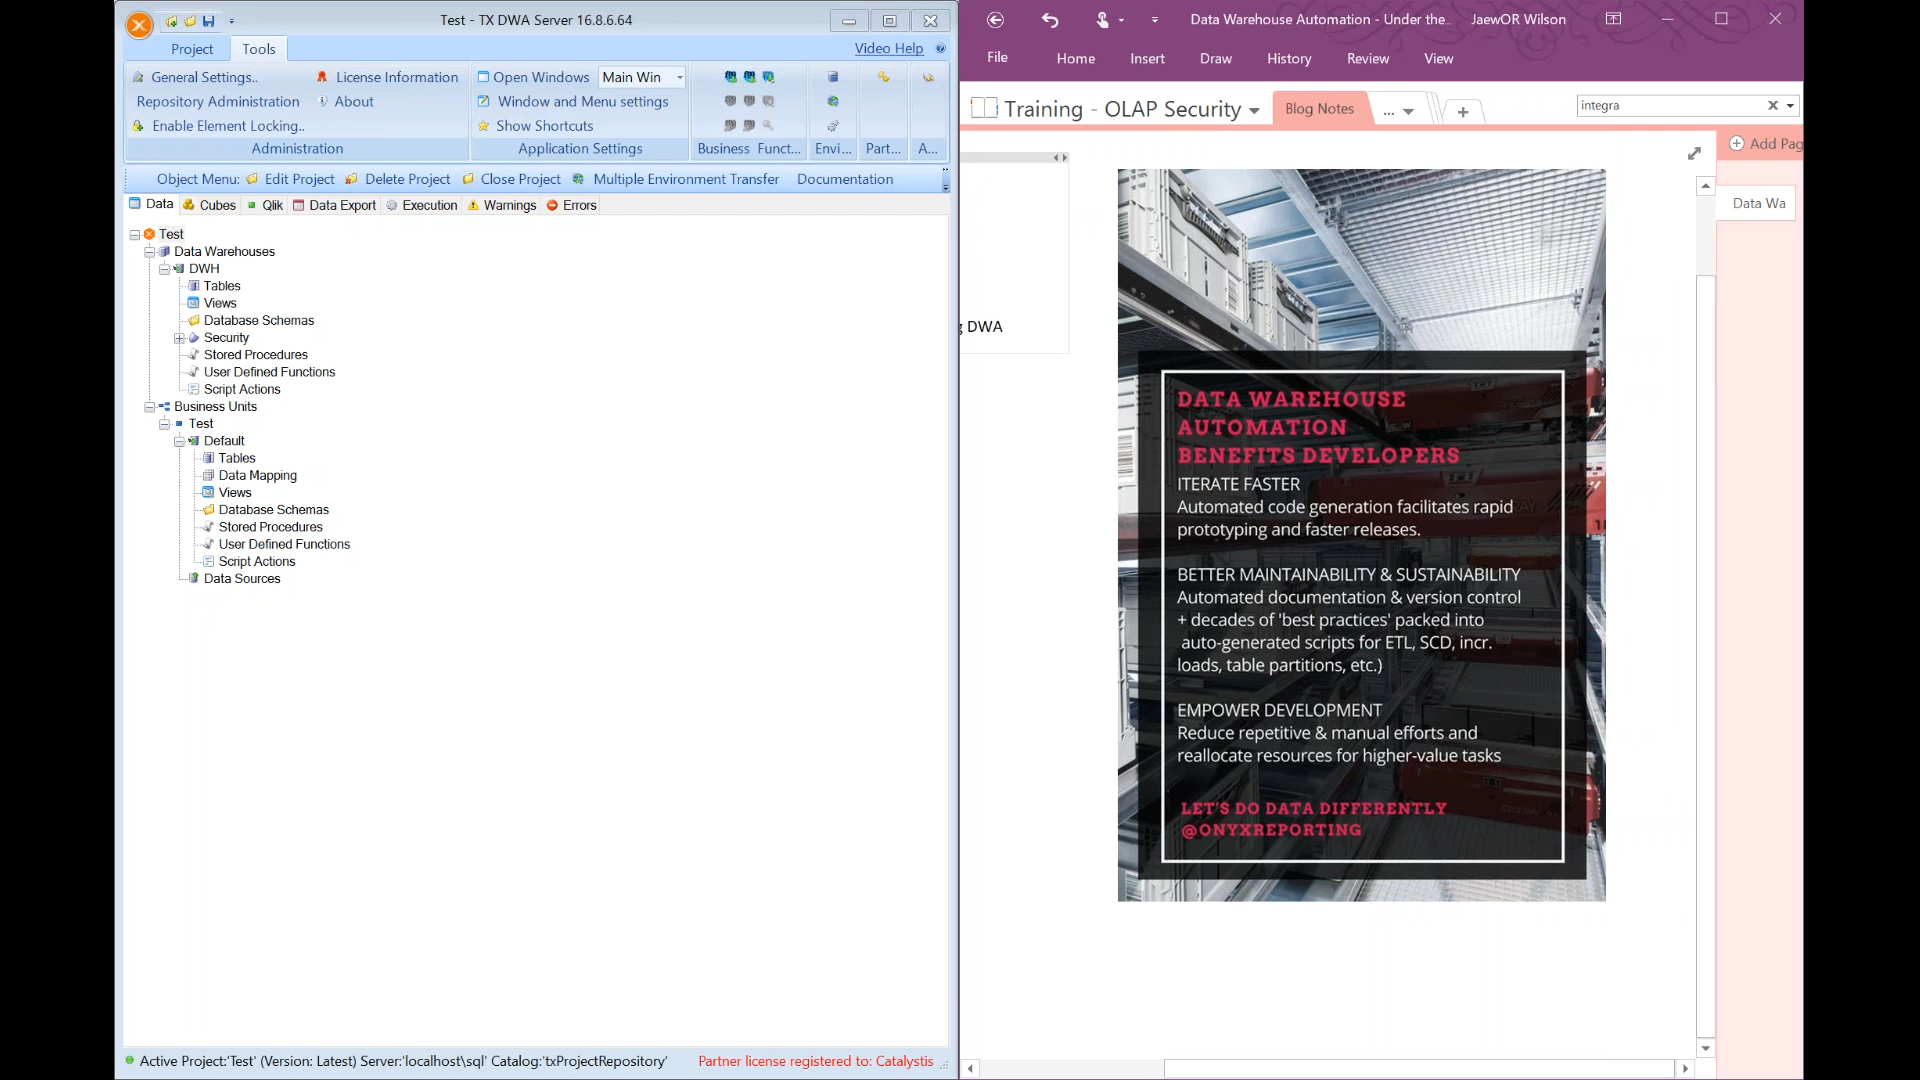 Test - TX DWA Server 16.8.6.64
Project
Tools
Video Help
General Settings..
License Information
Repository Administration
About
Enable Element Locking..
Administration
Open Windows
Main Win
Window and Menu settings
Show Shortcuts
Application Settings
Business Funct...
Envi...
Part...
A...
Object Menu:
Edit Project
Delete Project
Close Project
Multiple Environment Transfer
Documentation
Data
Cubes
Qlik
Data Export
Execution
Warnings
Errors
Test
Data Warehouses
DWH
Tables
Views
Database Schemas
Security
Stored Procedures
User Defined Functions
Script Actions
Business Units
Test
Default
Tables
Data Mapping
Views
Database Schemas
Stored Procedures
User Defined Functions
Script Actions
Data Sources
Active Project:'Test' (Version: Latest) Server:'localhost\sql' Catalog:'txProjectRepository'
Partner license registered to: Catalystis
Data Warehouse Automation - Under the...
JaewOR Wilson
File
Home
Insert
Draw
History
Review
View
Training - OLAP Security
Blog Notes
...
integra
Add Pag
Data Wa
g DWA
DATA WAREHOUSE
AUTOMATION
BENEFITS DEVELOPERS
ITERATE FASTER
Automated code generation facilitates rapid
prototyping and faster releases.
BETTER MAINTAINABILITY & SUSTAINABILITY
Automated documentation & version control
+ decades of 'best practices' packed into
auto-generated scripts for ETL, SCD, incr.
loads, table partitions, etc.)
EMPOWER DEVELOPMENT
Reduce repetitive & manual efforts and
reallocate resources for higher-value tasks
LET'S DO DATA DIFFERENTLY
@ONYXREPORTING